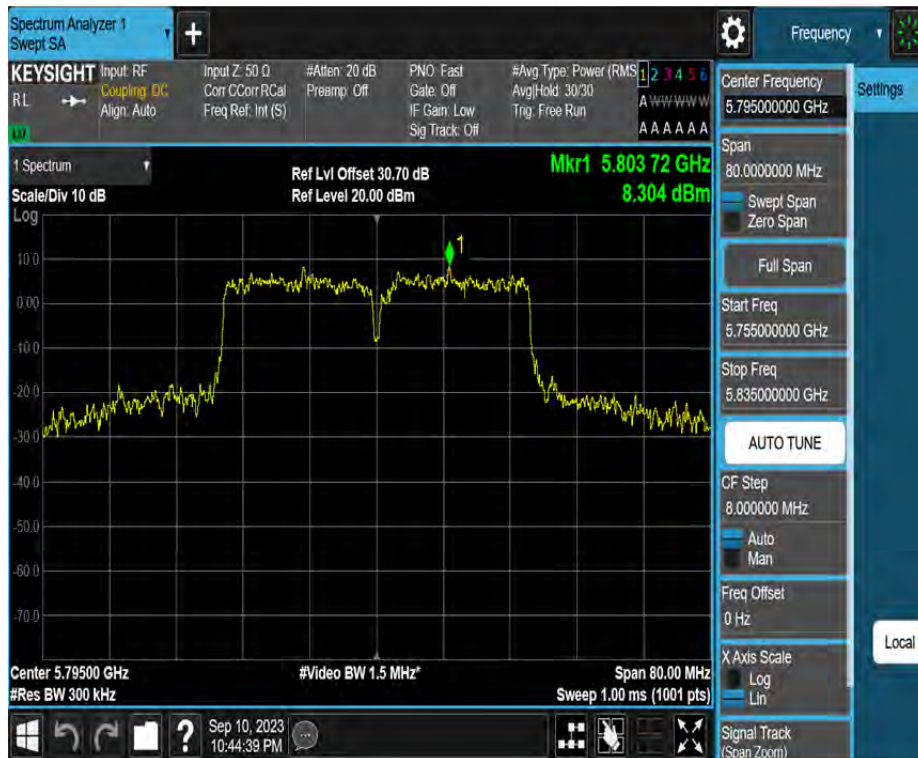 Spectrum Analyzer 1
Swept SA
+
Frequency
KEYSIGHT
RL
Input: RF
Coupling: DC
Align: Auto
Input Z: 50 Ω
Corr CCorr RCal
Freq Ref: Int (S)
#Atten: 20 dB
Preamp: Off
PNO: Fast
Gate: Off
IF Gain: Low
Sig Track: Off
#Avg Type: Power (RMS
Avg|Hold: 30/30
Trig: Free Run
1 2 3 4 5 6
A W W W W W
A A A A A A
LXI
1 Spectrum
Scale/Div 10 dB
Log
Ref Lvl Offset 30.70 dB
Ref Level 20.00 dBm
Mkr1 5.803 72 GHz
8.304 dBm
1
10.0
0.00
-10.0
-20.0
-30.0
-40.0
-50.0
-60.0
-70.0
Center 5.79500 GHz
#Res BW 300 kHz
#Video BW 1.5 MHz*
Span 80.00 MHz
Sweep 1.00 ms (1001 pts)
?
Sep 10, 2023
10:44:39 PM
Center Frequency
5.795000000 GHz
Span
80.0000000 MHz
Swept Span
Zero Span
Full Span
Start Freq
5.755000000 GHz
Stop Freq
5.835000000 GHz
AUTO TUNE
CF Step
8.000000 MHz
Auto
Man
Freq Offset
0 Hz
X Axis Scale
Log
Lin
Signal Track
(Span Zoom)
Settings
Local